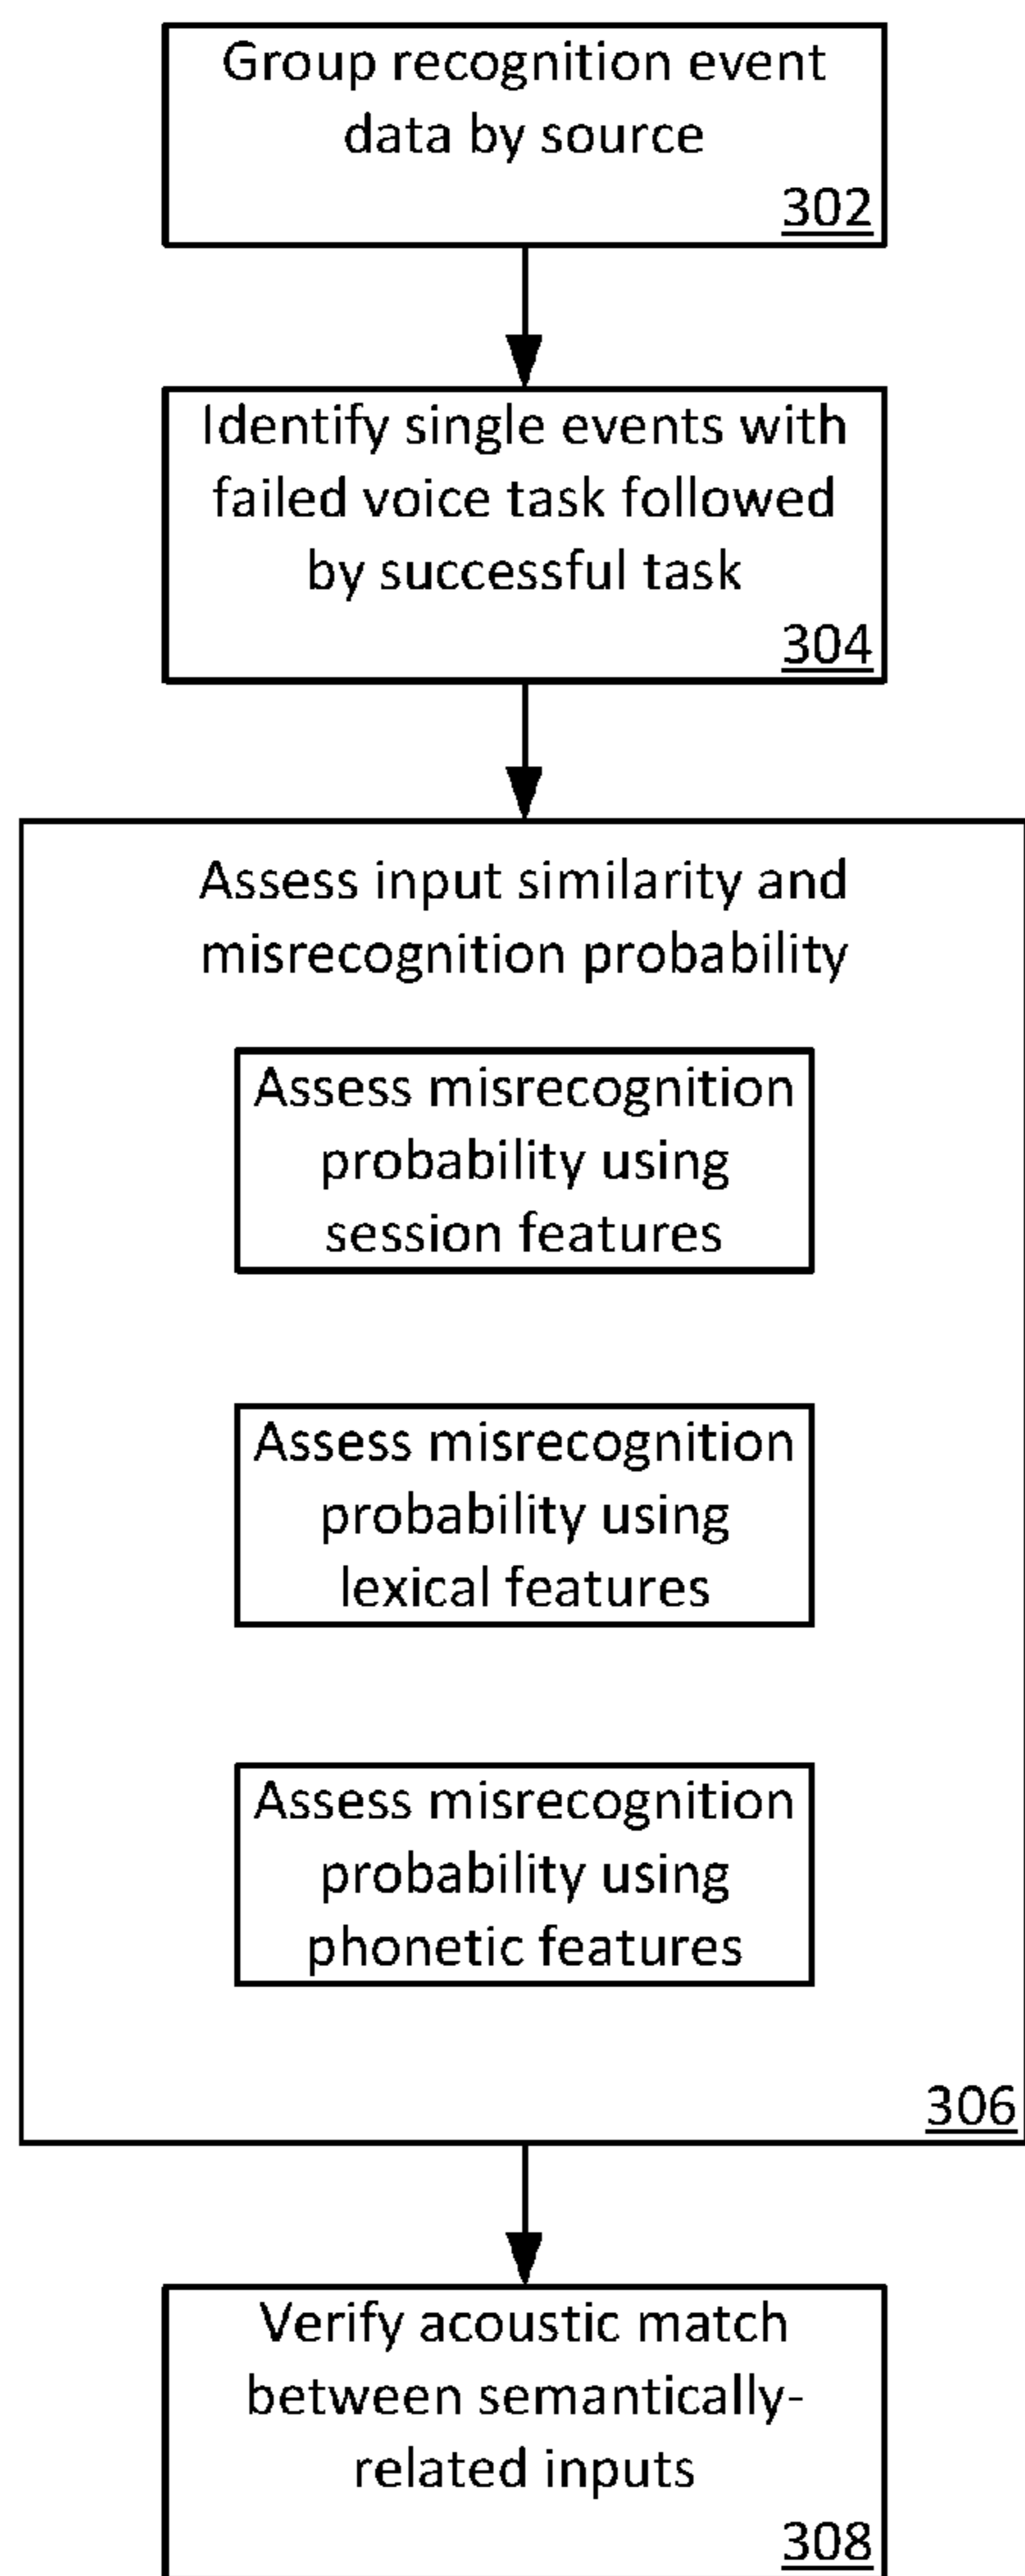 Group recognition event
data by source
302
Identify single events with
failed voice task followed
by successful task
304
Assess input similarity and
misrecognition probability
Assess misrecognition
probability using
session features
Assess misrecognition
probability using
lexical features
Assess misrecognition
probability using
phonetic features
306
Verify acoustic match
between semantically-
related inputs
308